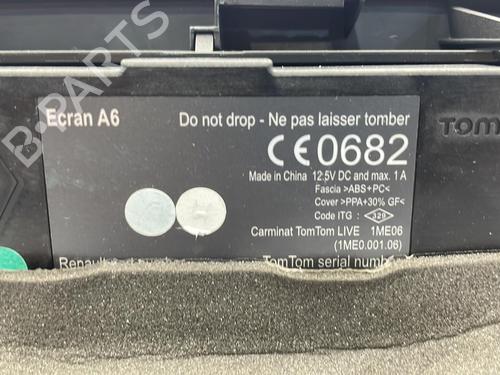 B-PARTS
Ecran A6
Do not drop - Ne pas laisser tomber
CE0682
Made in China 12.5V DC and max. 1 A
Fascia >ABS+PC<
Cover >PPA+30% GF<
Code ITG : 329
Carminat TomTom LIVE 1ME06
(1ME0.001.06)
TomTom serial number
TOM